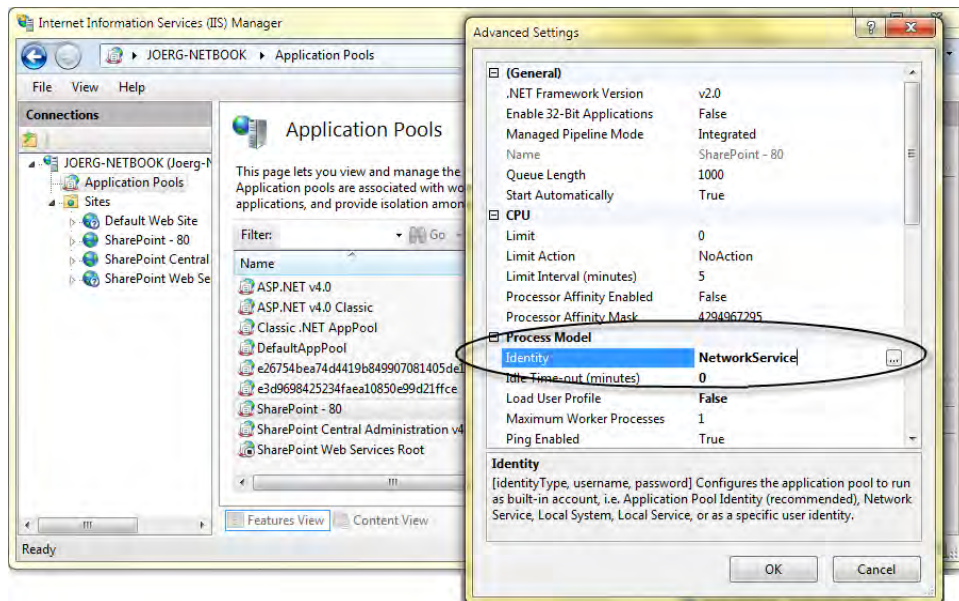 Internet Information Services (IIS) Manager
JOERG-NETBOOK Application Pools
File View Help
Connections
JOERG-NETBOOK (Joerg-N
Application Pools
Sites
Default Web Site
SharePoint - 80
SharePoint Central
SharePoint Web Se
Application Pools
This page lets you view and manage the
Application pools are associated with wo
applications, and provide isolation amon
Filter: Go
Name
ASP.NET v4.0
ASP.NET v4.0 Classic
Classic .NET AppPool
DefaultAppPool
e26754bea74d4419b849907081405de1
e3d9698425234faea10850e99d21ffce
SharePoint - 80
SharePoint Central Administration v4
SharePoint Web Services Root
Features View Content View
Ready
Advanced Settings
(General)
.NET Framework Version v2.0
Enable 32-Bit Applications False
Managed Pipeline Mode Integrated
Name SharePoint - 80
Queue Length 1000
Start Automatically True
CPU
Limit 0
Limit Action NoAction
Limit Interval (minutes) 5
Processor Affinity Enabled False
Processor Affinity Mask 4294967295
Process Model
Identity NetworkService ...
Idle Time-out (minutes) 0
Load User Profile False
Maximum Worker Processes 1
Ping Enabled True
Identity
[identityType, username, password] Configures the application pool to run
as built-in account, i.e. Application Pool Identity (recommended), Network
Service, Local System, Local Service, or as a specific user identity.
OK Cancel